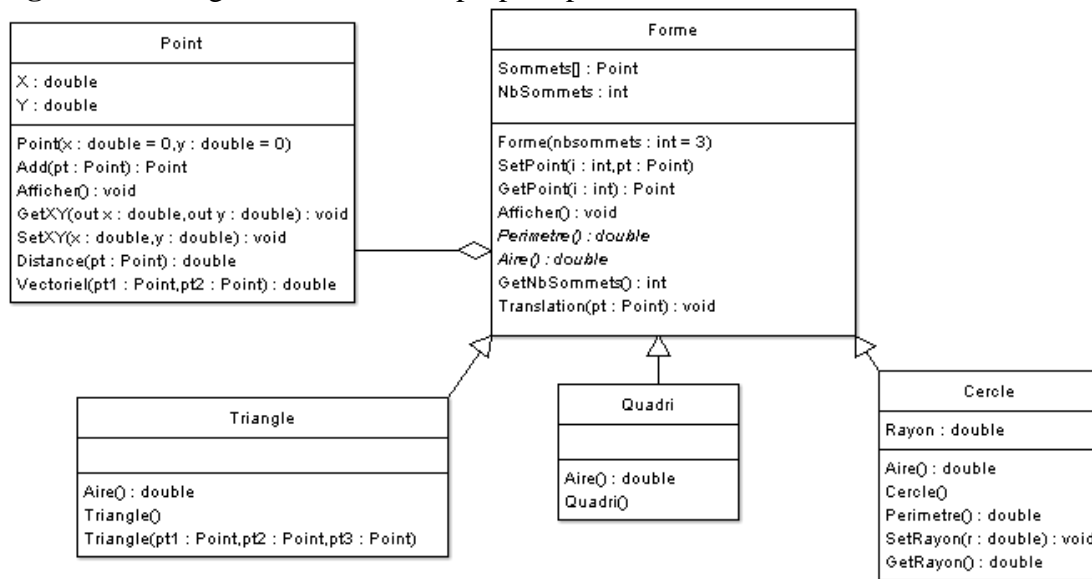 Point
X : double
Y : double
Point(x : double = 0,y : double = 0)
Add(pt : Point) : Point
Afficher() : void
GetXY(out x : double,out y : double) : void
SetXY(x : double,y : double) : void
Distance(pt : Point) : double
Vectoriel(pt1 : Point,pt2 : Point) : double
Forme
Sommets[] : Point
NbSommets : int
Forme(nbsommets : int = 3)
SetPoint(i : int,pt : Point)
GetPoint(i : int) : Point
Afficher() : void
Perimetre() : double
Aire() : double
GetNbSommets() : int
Translation(pt : Point) : void
Triangle
Aire() : double
Triangle()
Triangle(pt1 : Point,pt2 : Point,pt3 : Point)
Quadri
Aire() : double
Quadri()
Cercle
Rayon : double
Aire() : double
Cercle()
Perimetre() : double
SetRayon(r : double) : void
GetRayon() : double